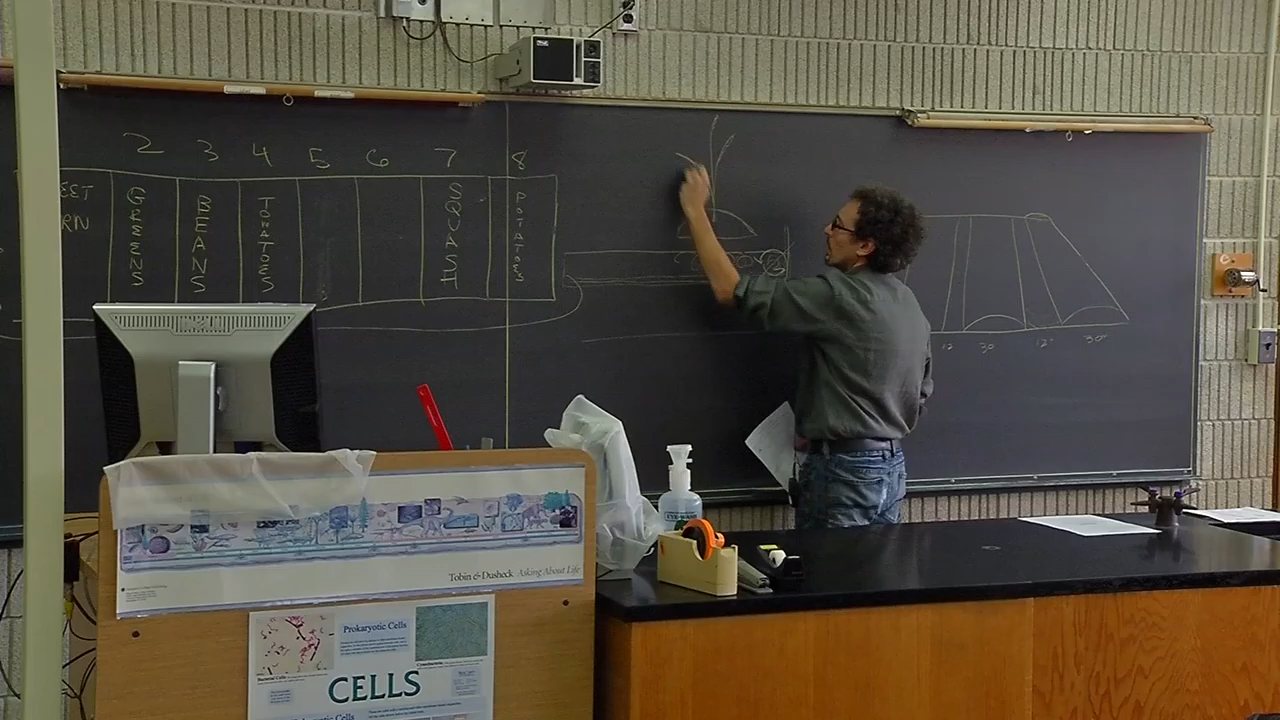 2 3 4 5 6 7 8
EET
RN
GREENS
BEANS
TOMATOES
SQUASH
POTATOES
12 30 12" 30"
Tobin & Dusheck Asking About Life
Prokaryotic Cells
CELLS